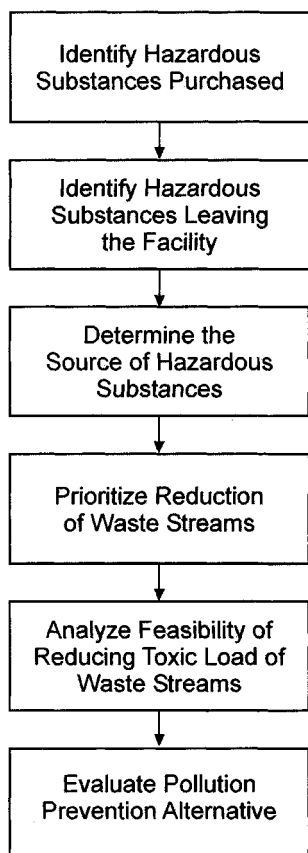 Identify Hazardous
Substances Purchased
Identify Hazardous
Substances Leaving
the Facility
Determine the
Source of Hazardous
Substances
Prioritize Reduction
of Waste Streams
Analyze Feasibility of
Reducing Toxic Load of
Waste Streams
Evaluate Pollution
Prevention Alternative